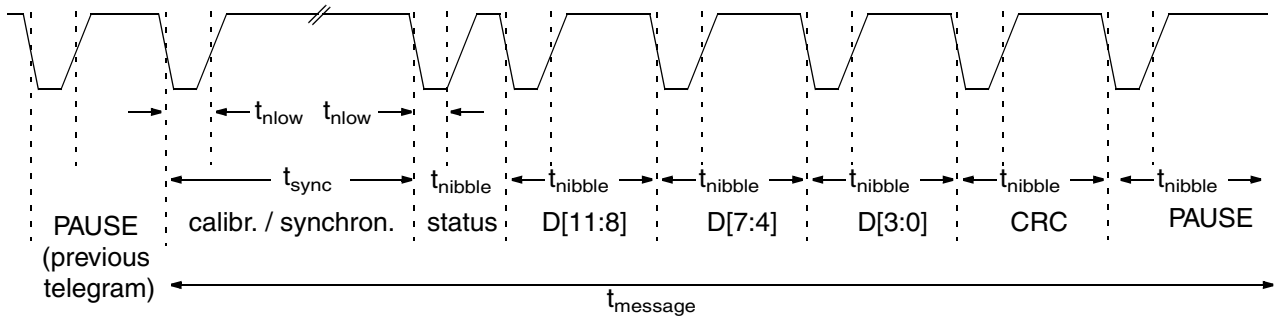 t_nlow t_nlow
t_sync t_nibble t_nibble t_nibble t_nibble t_nibble t_nibble
PAUSE calibr. / synchron. status D[11:8] D[7:4] D[3:0] CRC PAUSE
(previous
telegram)
t_message